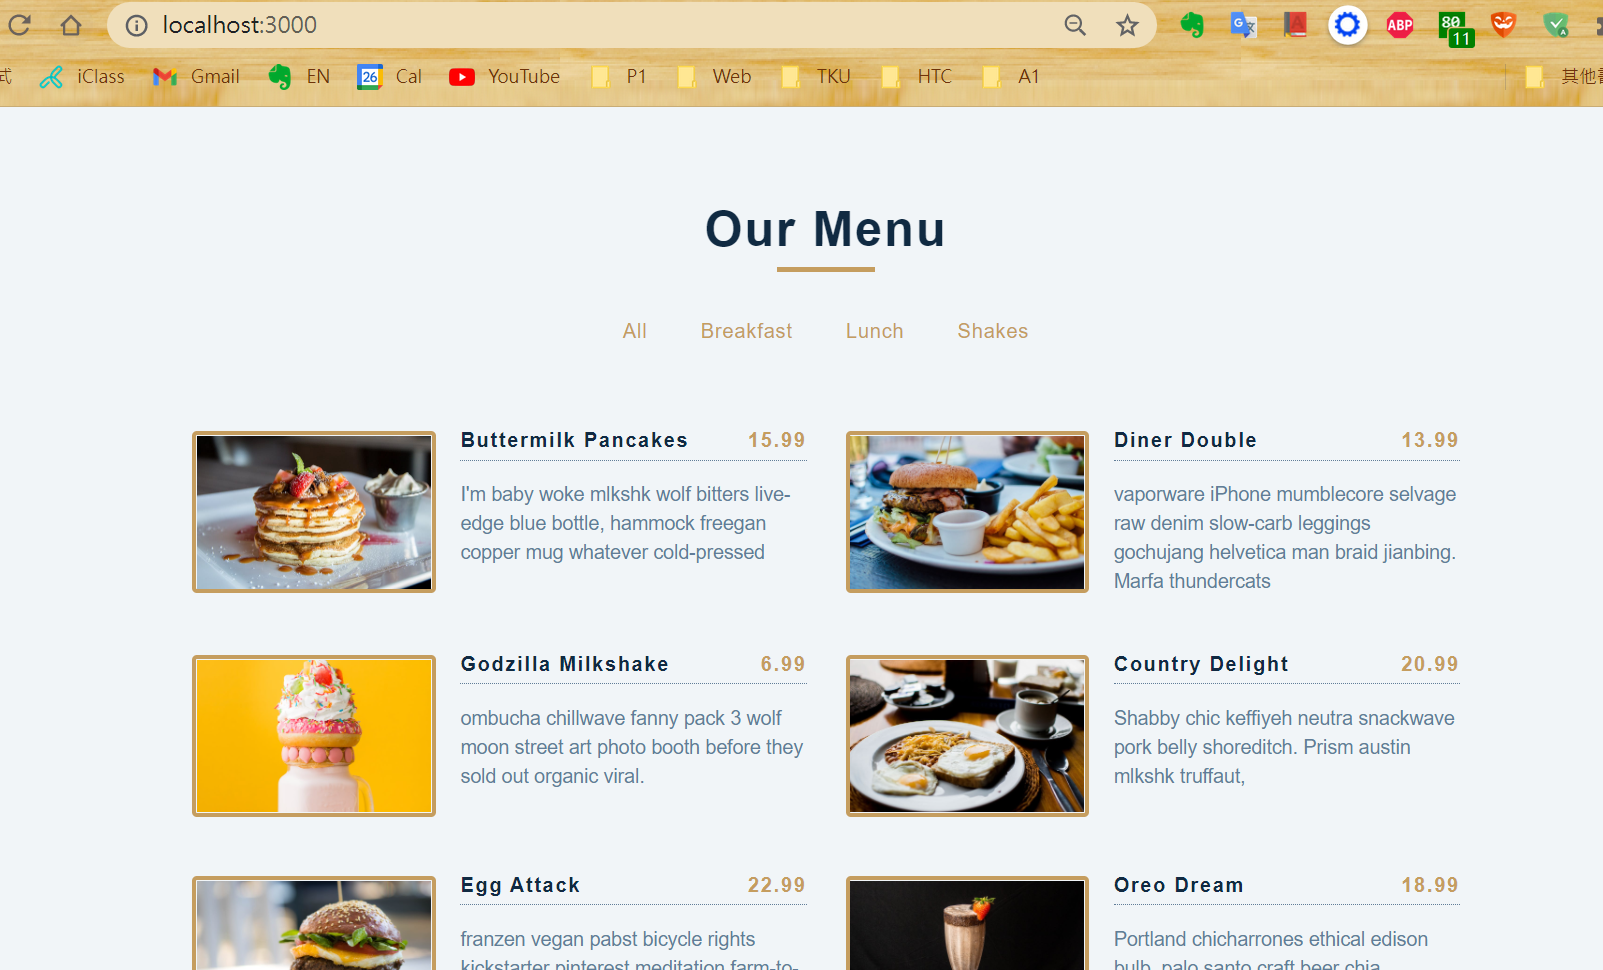 localhost:3000
ABP
80
11
式 iClass Gmail EN 26 Cal YouTube P1 Web TKU HTC A1 其他
Our Menu
All Breakfast Lunch Shakes
Buttermilk Pancakes 15.99
I'm baby woke mlkshk wolf bitters live-
edge blue bottle, hammock freegan
copper mug whatever cold-pressed
Diner Double 13.99
vaporware iPhone mumblecore selvage
raw denim slow-carb leggings
gochujang helvetica man braid jianbing.
Marfa thundercats
Godzilla Milkshake 6.99
ombucha chillwave fanny pack 3 wolf
moon street art photo booth before they
sold out organic viral.
Country Delight 20.99
Shabby chic keffiyeh neutra snackwave
pork belly shoreditch. Prism austin
mlkshk truffaut,
Egg Attack 22.99
franzen vegan pabst bicycle rights
kickstarter pinterest meditation farm-to-
Oreo Dream 18.99
Portland chicharrones ethical edison
bulb, palo santo craft beer chia